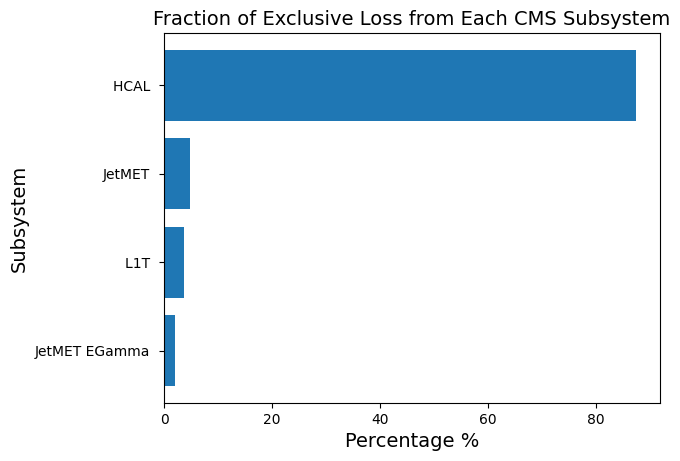 Fraction of Exclusive Loss from Each CMS Subsystem
HCAL
JetMET
L1T
JetMET EGamma
Subsystem
0 20 40 60 80
Percentage %